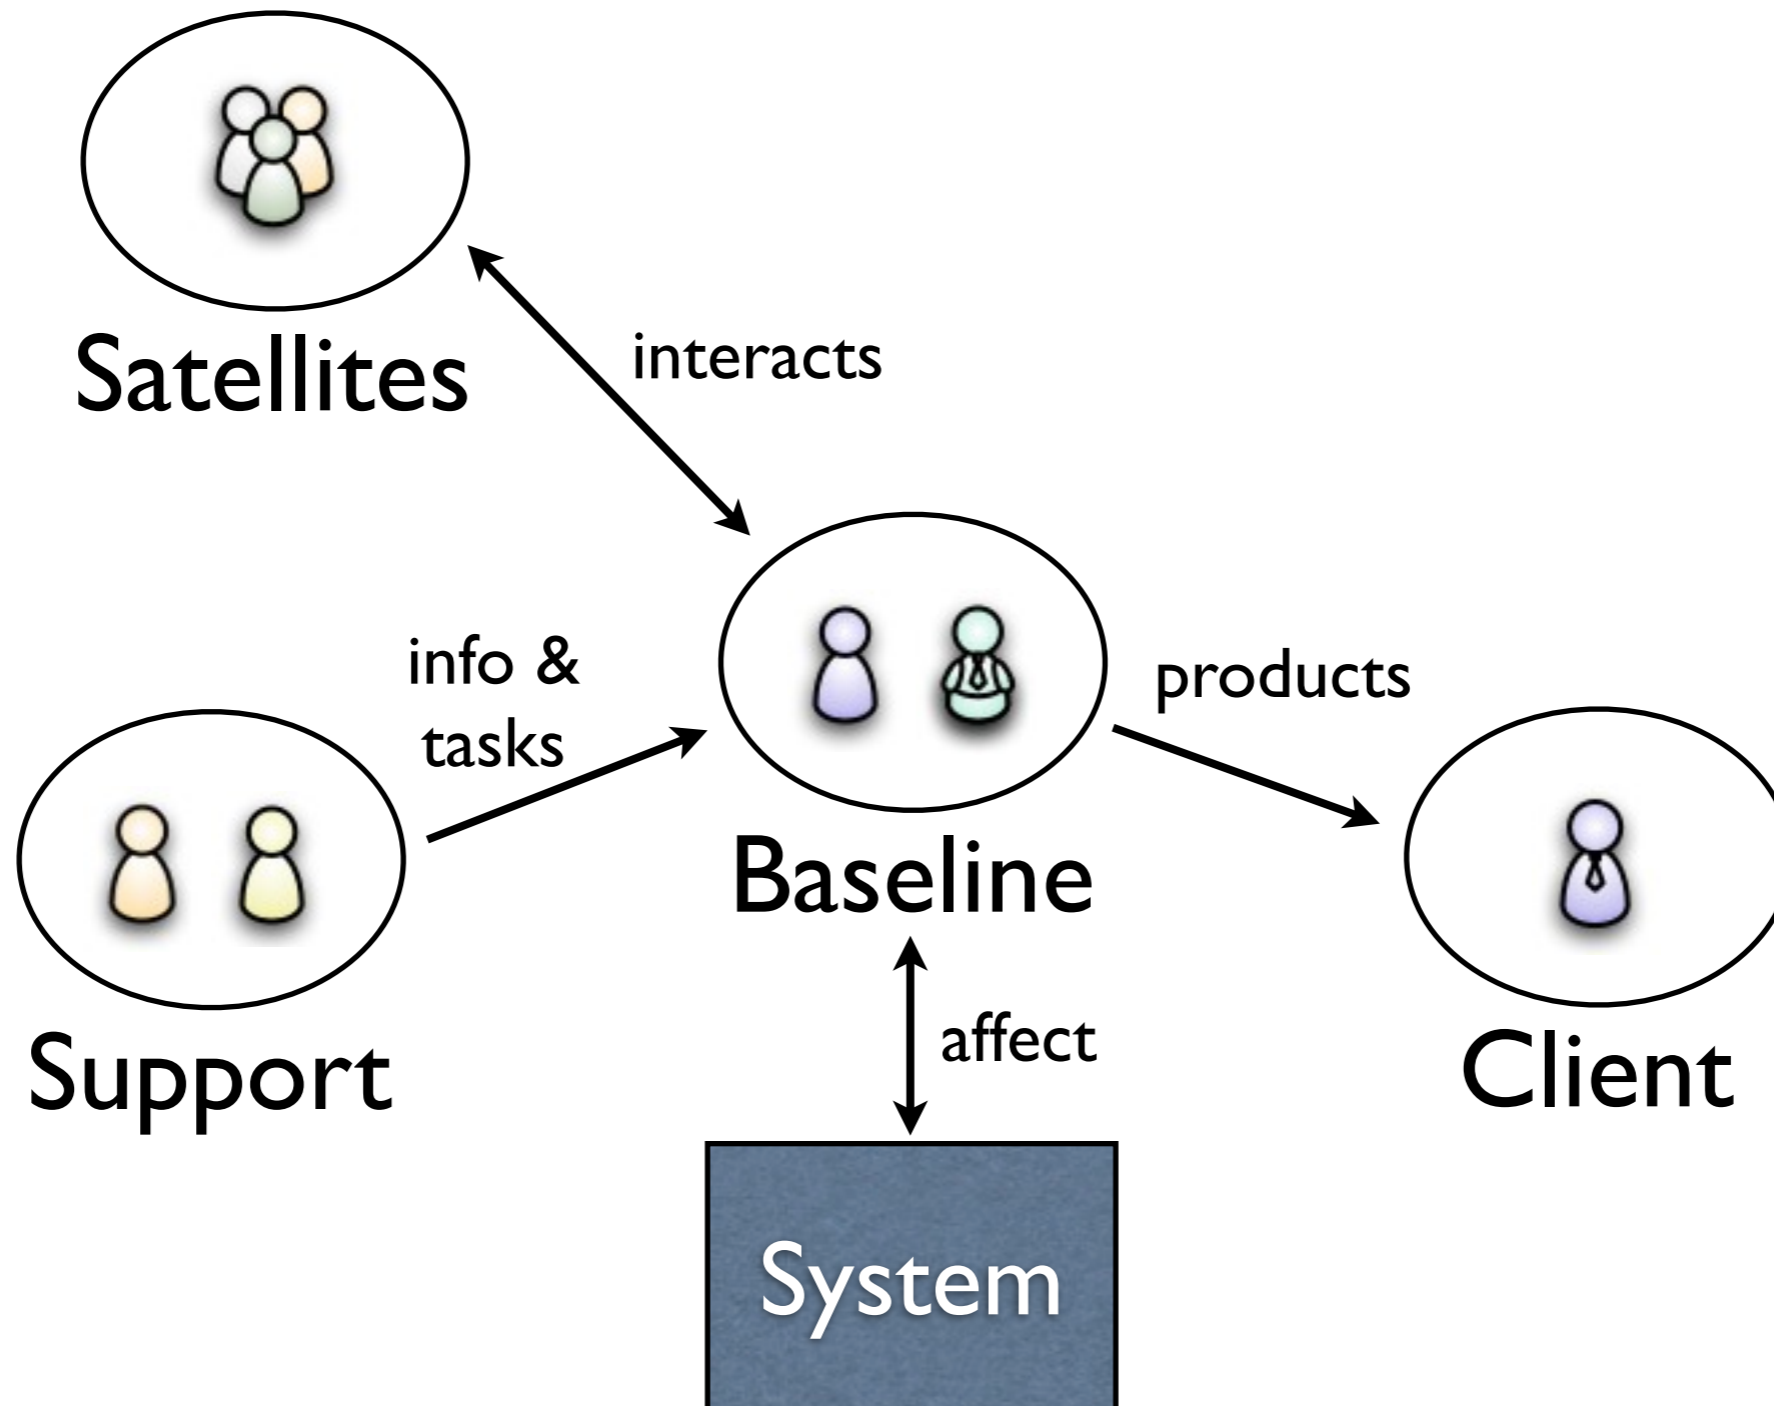 Satellites
interacts
info &
tasks
products
Baseline
Support
affect
Client
System